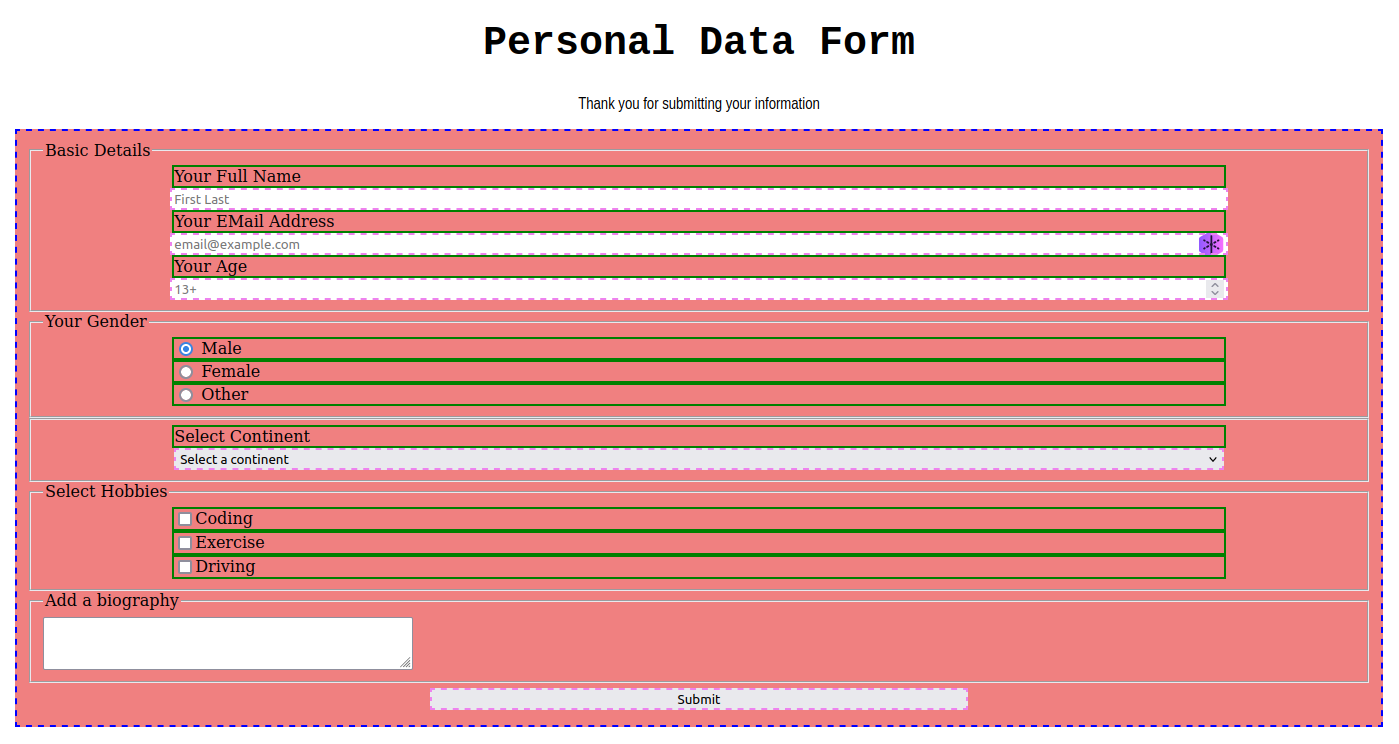 Personal Data Form
Thank you for submitting your information
Basic Details
Your Full Name
First Last
Your EMail Address
email@example.com
Your Age
13+
Your Gender
Male
Female
Other
Select Continent
Select a continent
Select Hobbies
Coding
Exercise
Driving
Add a biography
Submit